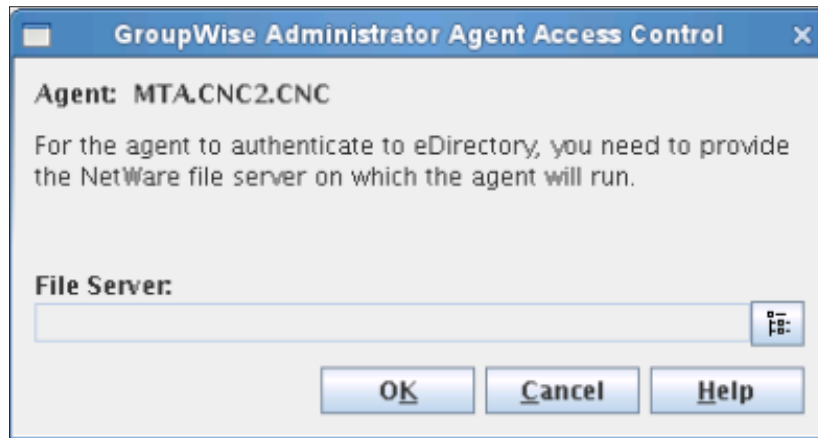 GroupWise Administrator Agent Access Control
Agent: MTA.CNC2.CNC
For the agent to authenticate to eDirectory, you need to provide
the NetWare file server on which the agent will run.
File Server:
OK Cancel Help